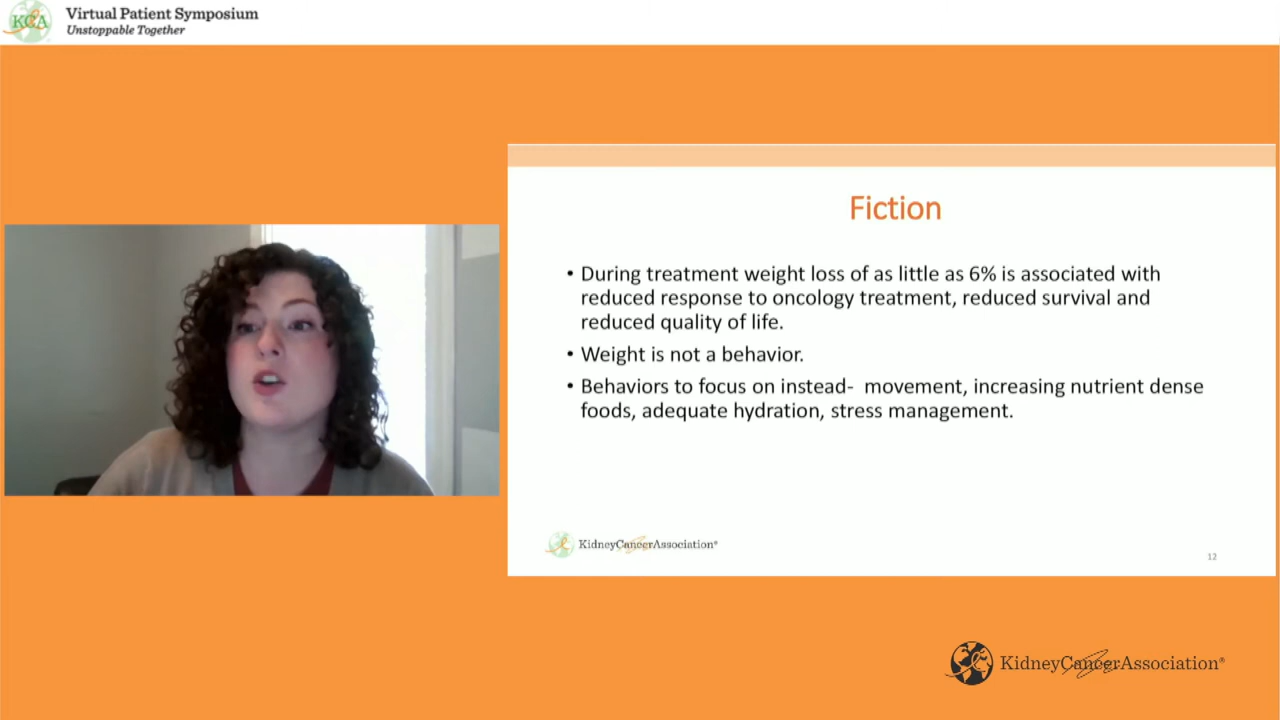 KCA
Virtual Patient Symposium
Unstoppable Together
Fiction
• During treatment weight loss of as little as 6% is associated with
reduced response to oncology treatment, reduced survival and
reduced quality of life.
• Weight is not a behavior.
• Behaviors to focus on instead-  movement, increasing nutrient dense
foods, adequate hydration, stress management.
KidneyCancerAssociation®
12
KidneyCancerAssociation®